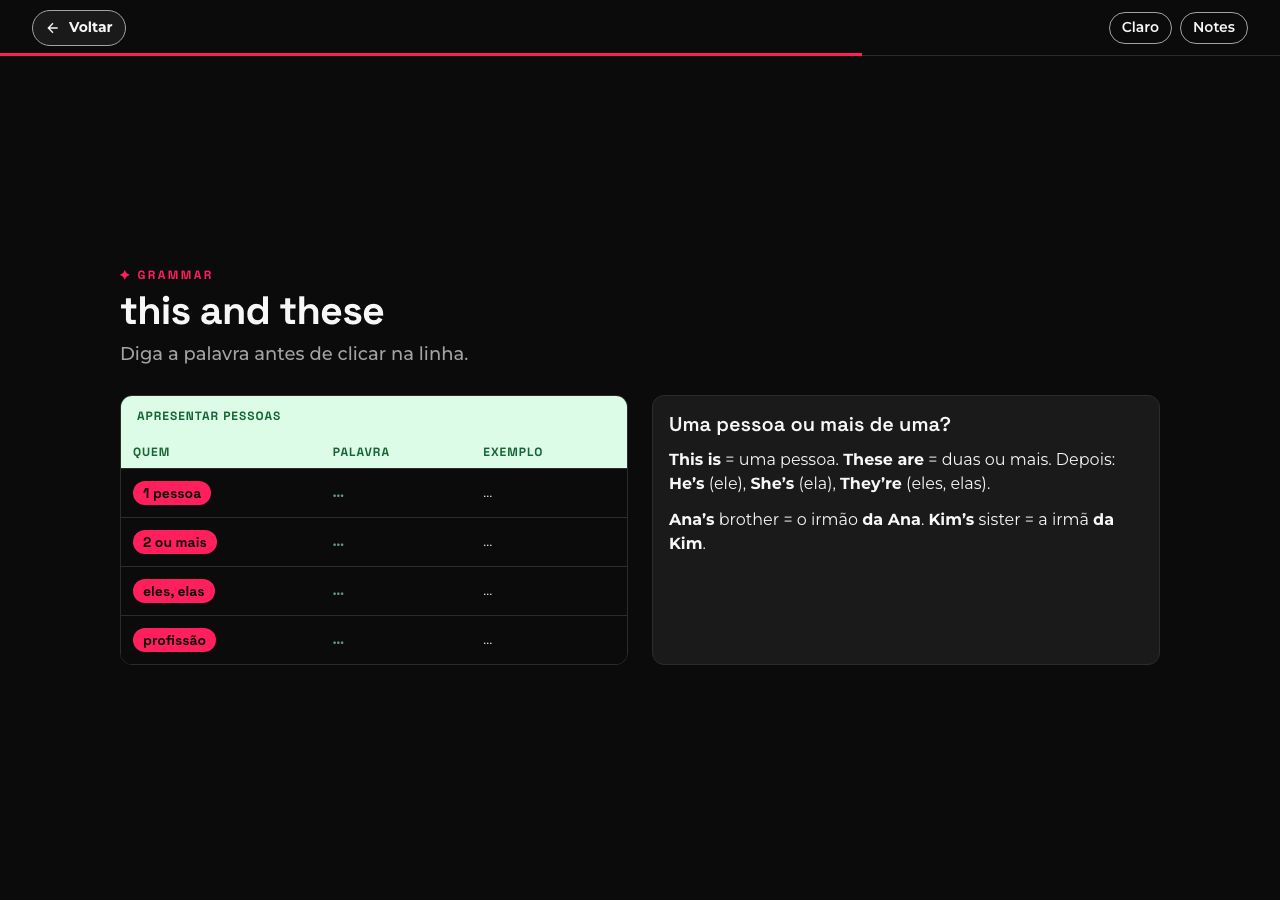 ← Voltar
Claro
Notes
✦ GRAMMAR
this and these
Diga a palavra antes de clicar na linha.
APRESENTAR PESSOAS
QUEM PALAVRA EXEMPLO
1 pessoa ... ...
2 ou mais ... ...
eles, elas ... ...
profissão ... ...
Uma pessoa ou mais de uma?
This is = uma pessoa. These are = duas ou mais. Depois:
He’s (ele), She’s (ela), They’re (eles, elas).
Ana’s brother = o irmão da Ana. Kim’s sister = a irmã da
Kim.